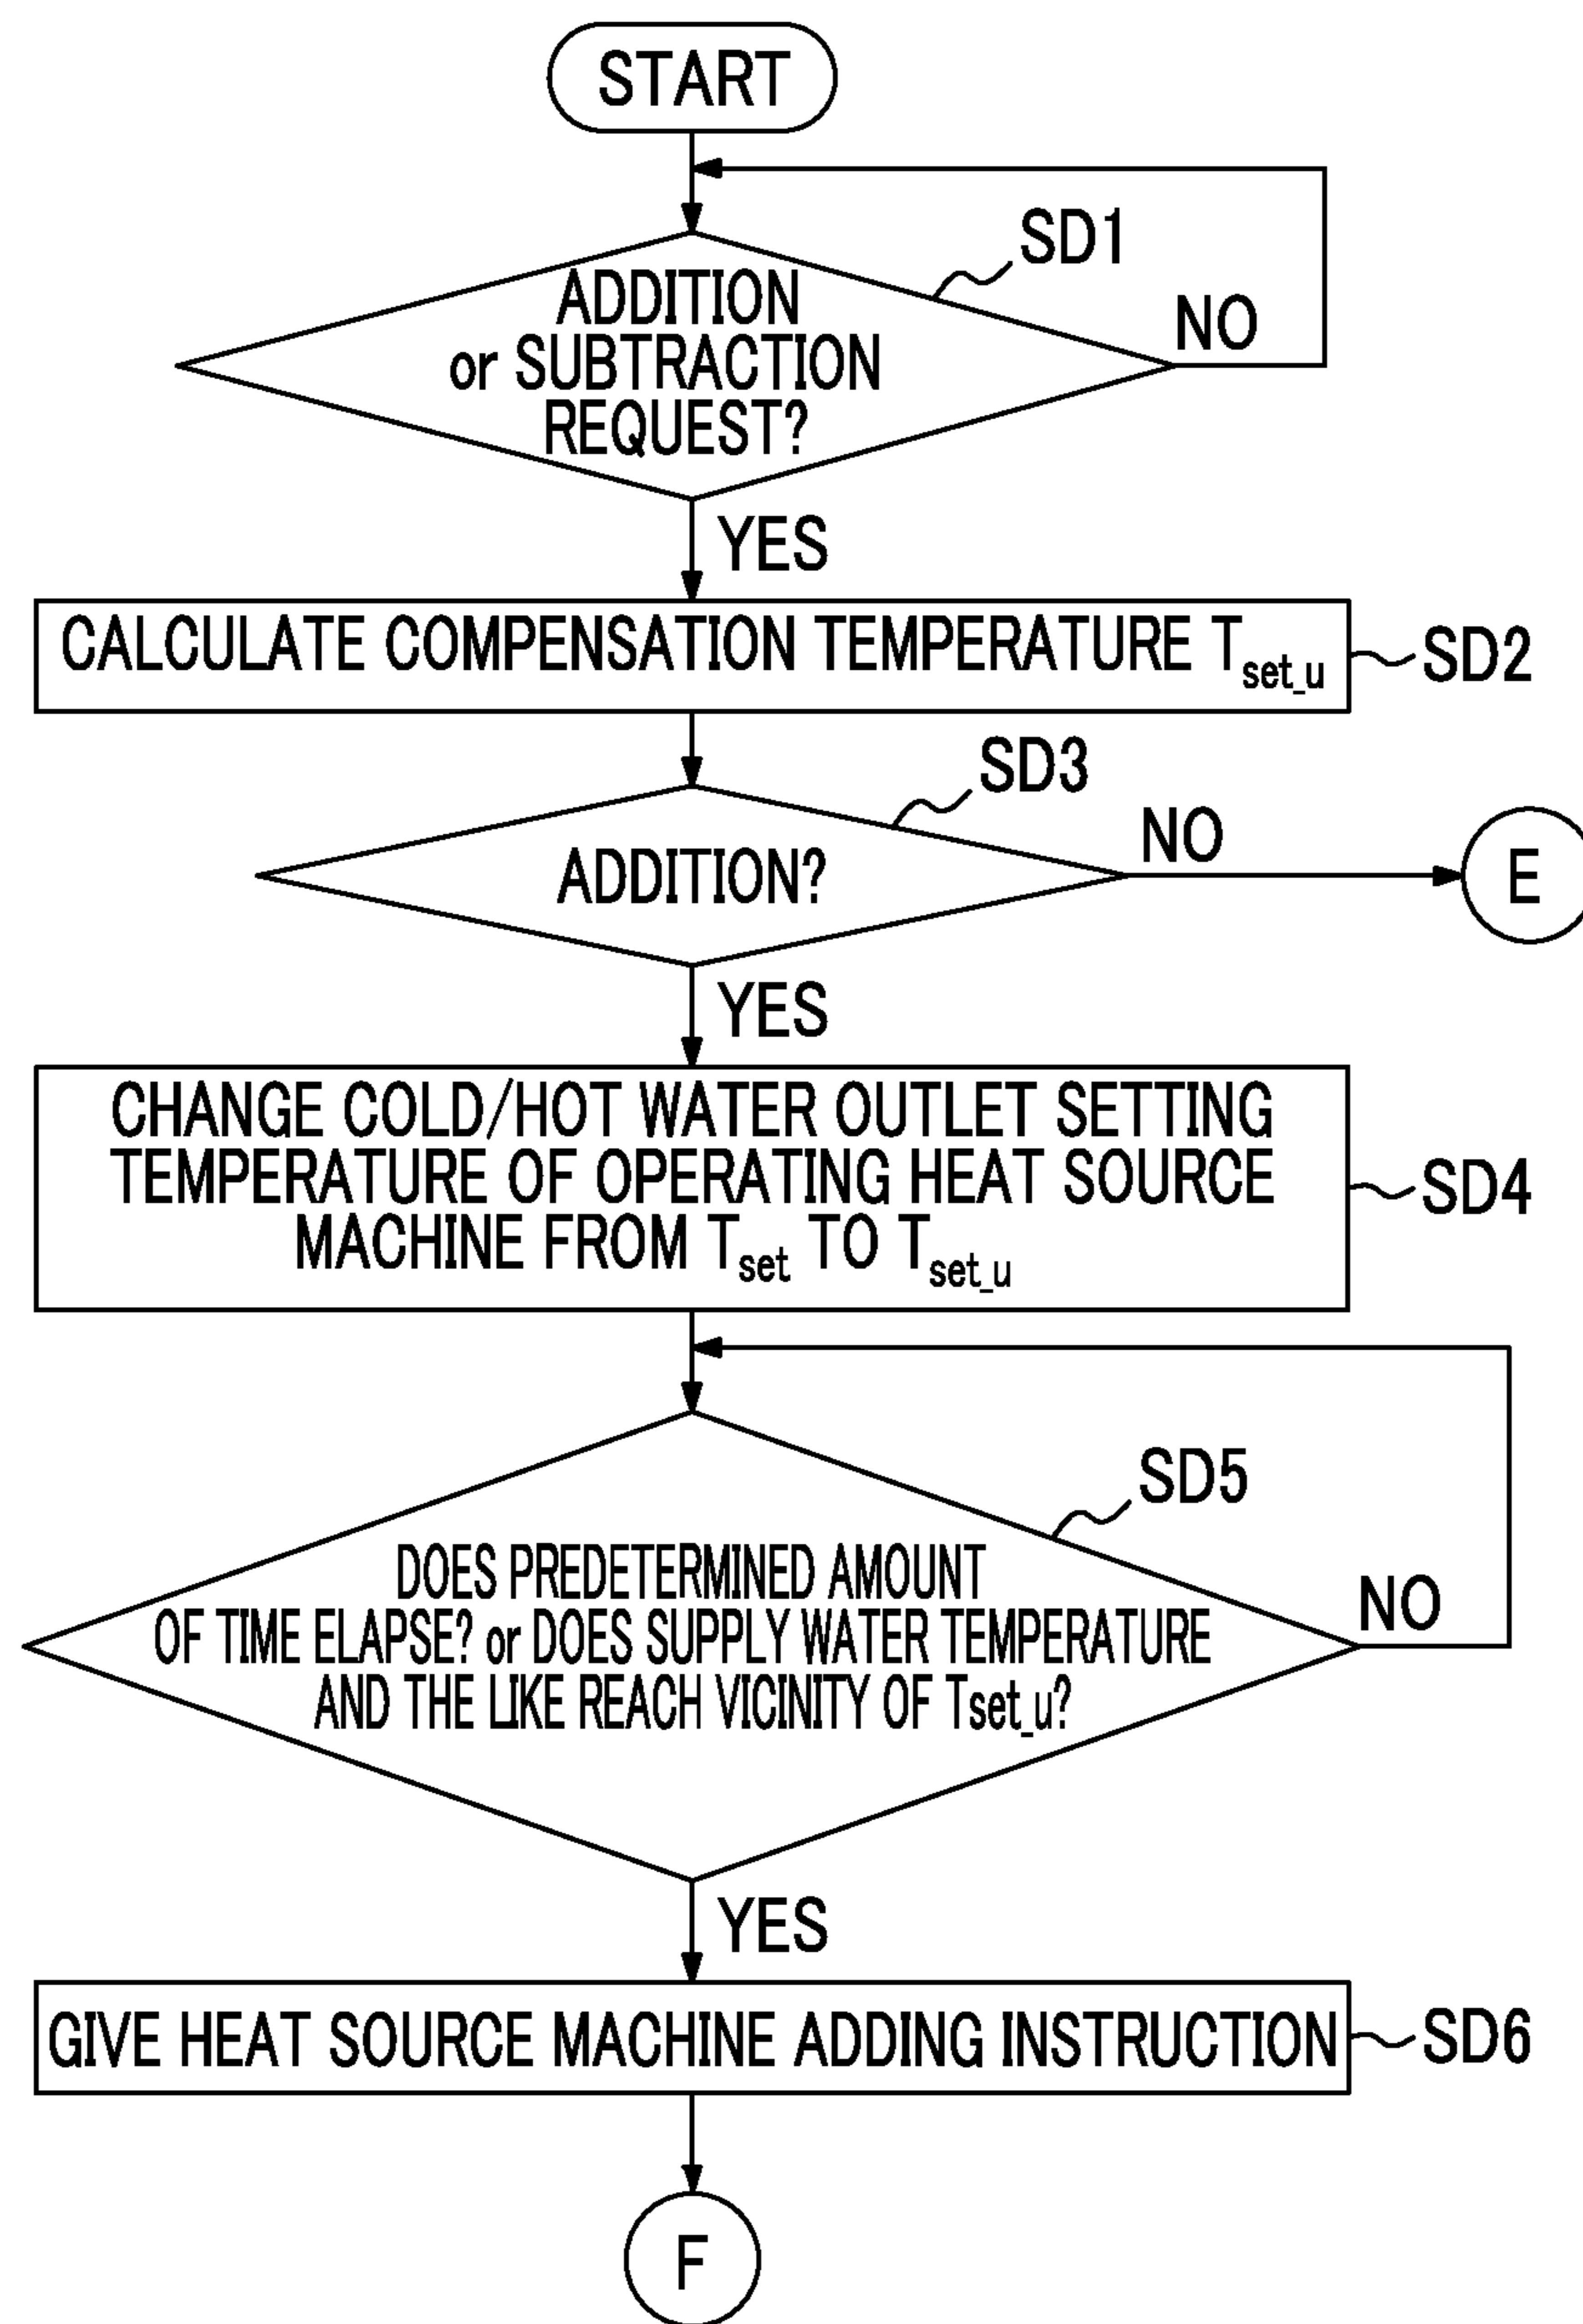 START
SD1
ADDITION
or SUBTRACTION
REQUEST?
NO
YES
CALCULATE COMPENSATION TEMPERATURE Tset_u
SD2
SD3
ADDITION?
NO
E
YES
CHANGE COLD/HOT WATER OUTLET SETTING
TEMPERATURE OF OPERATING HEAT SOURCE
MACHINE FROM Tset TO Tset_u
SD4
SD5
DOES PREDETERMINED AMOUNT
OF TIME ELAPSE? or DOES SUPPLY WATER TEMPERATURE
AND THE LIKE REACH VICINITY OF Tset_u?
NO
YES
GIVE HEAT SOURCE MACHINE ADDING INSTRUCTION
SD6
F